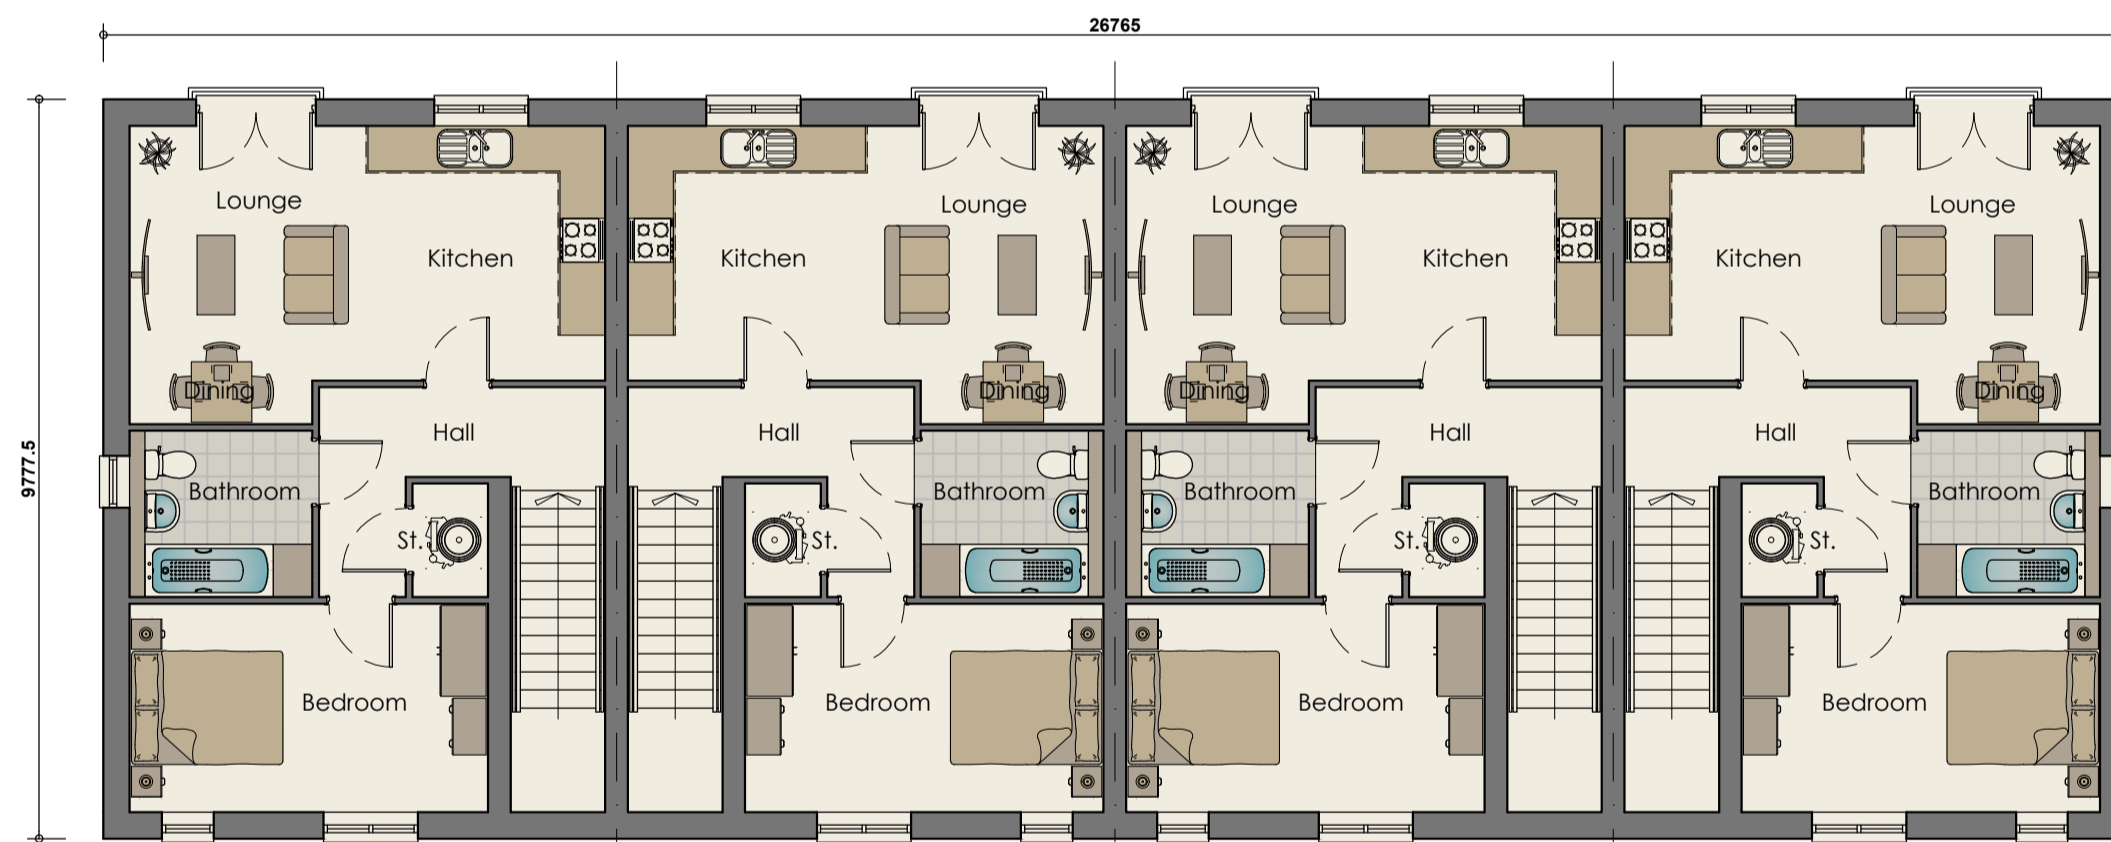 26765
9777.5
Lounge
Kitchen
Dining
Hall
Bathroom
St.
Bedroom
Kitchen
Lounge
Dining
Hall
Bathroom
St.
Bedroom
Lounge
Kitchen
Dining
Hall
Bathroom
St.
Bedroom
Kitchen
Lounge
Dining
Hall
Bathroom
St.
Bedroom